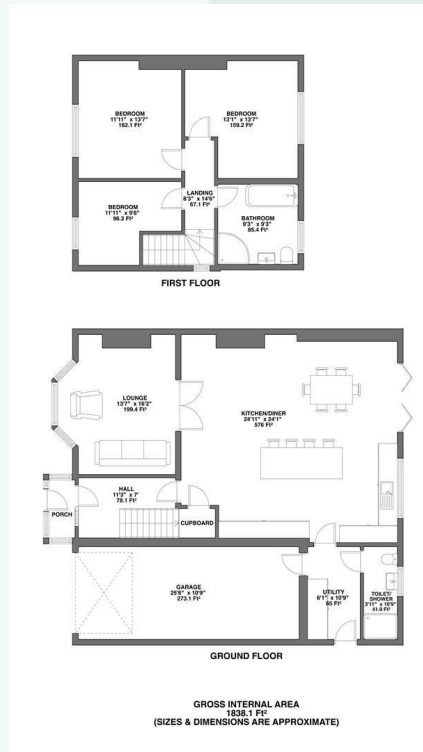 BEDROOM
11'11" x 13'7"
162.1 Ft²
BEDROOM
13'1" x 13'7"
159.2 Ft²
BEDROOM
11'11" x 9'8"
96.2 Ft²
LANDING
8'3" x 14'6"
67.1 Ft²
BATHROOM
9'3" x 9'3"
85.4 Ft²
FIRST FLOOR
LOUNGE
13'7" x 16'2"
199.4 Ft²
KITCHEN/DINER
24'11" x 24'1"
576 Ft²
HALL
11'3" x 7'
78.1 Ft²
PORCH
CUPBOARD
GARAGE
25'6" x 10'9"
273.1 Ft²
UTILITY
6'1" x 10'9"
65 Ft²
TOILET/
SHOWER
3'11" x 10'9"
41.9 Ft²
GROUND FLOOR
GROSS INTERNAL AREA
1838.1 Ft²
(SIZES & DIMENSIONS ARE APPROXIMATE)